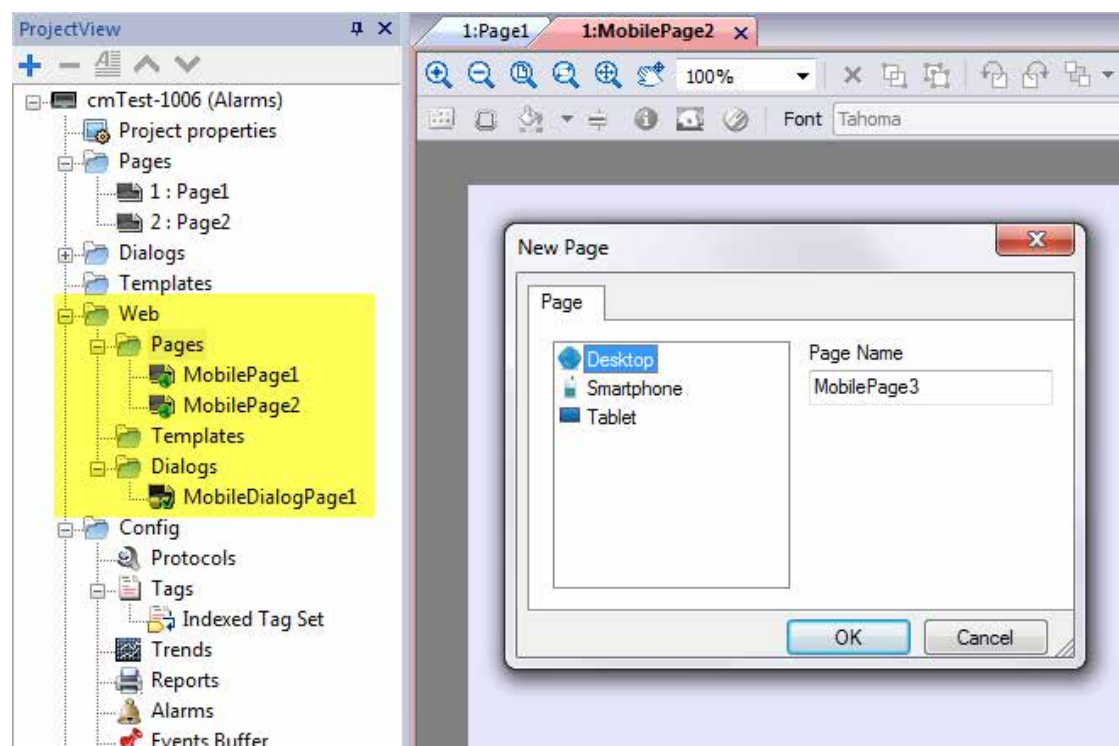 ProjectView
cmTest-1006 (Alarms)
Project properties
Pages
1 : Page1
2 : Page2
Dialogs
Templates
Web
Pages
MobilePage1
MobilePage2
Templates
Dialogs
MobileDialogPage1
Config
Protocols
Tags
Indexed Tag Set
Trends
Reports
Alarms
Events Buffer
1:Page1 1:MobilePage2
100%
Font Tahoma
New Page
Page
Desktop
Smartphone
Tablet
Page Name
MobilePage3
OK Cancel